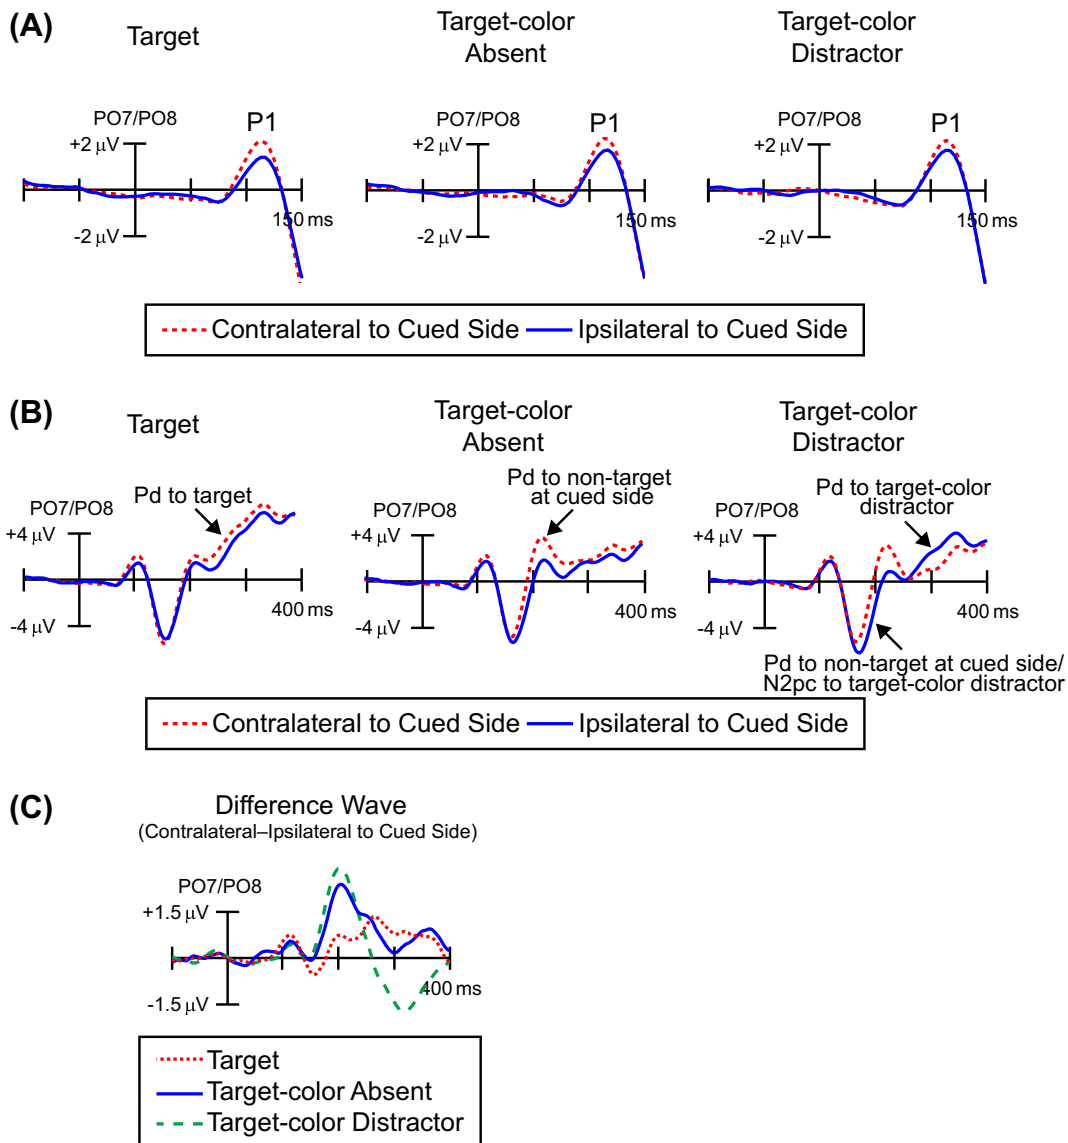 (A)
Target
Target-color
Absent
Target-color
Distractor
PO7/PO8
P1
+2 μV
-2 μV
150 ms
PO7/PO8
P1
+2 μV
-2 μV
150 ms
PO7/PO8
P1
+2 μV
-2 μV
150 ms
Contralateral to Cued Side Ipsilateral to Cued Side
(B)
Target
Target-color
Absent
Target-color
Distractor
PO7/PO8
Pd to target
+4 μV
-4 μV
400 ms
PO7/PO8
Pd to non-target
at cued side
+4 μV
-4 μV
400 ms
PO7/PO8
Pd to target-color
distractor
+4 μV
-4 μV
400 ms
Pd to non-target at cued side/
N2pc to target-color distractor
Contralateral to Cued Side Ipsilateral to Cued Side
(C)
Difference Wave
(Contralateral–Ipsilateral to Cued Side)
PO7/PO8
+1.5 μV
-1.5 μV
400 ms
Target
Target-color Absent
Target-color Distractor